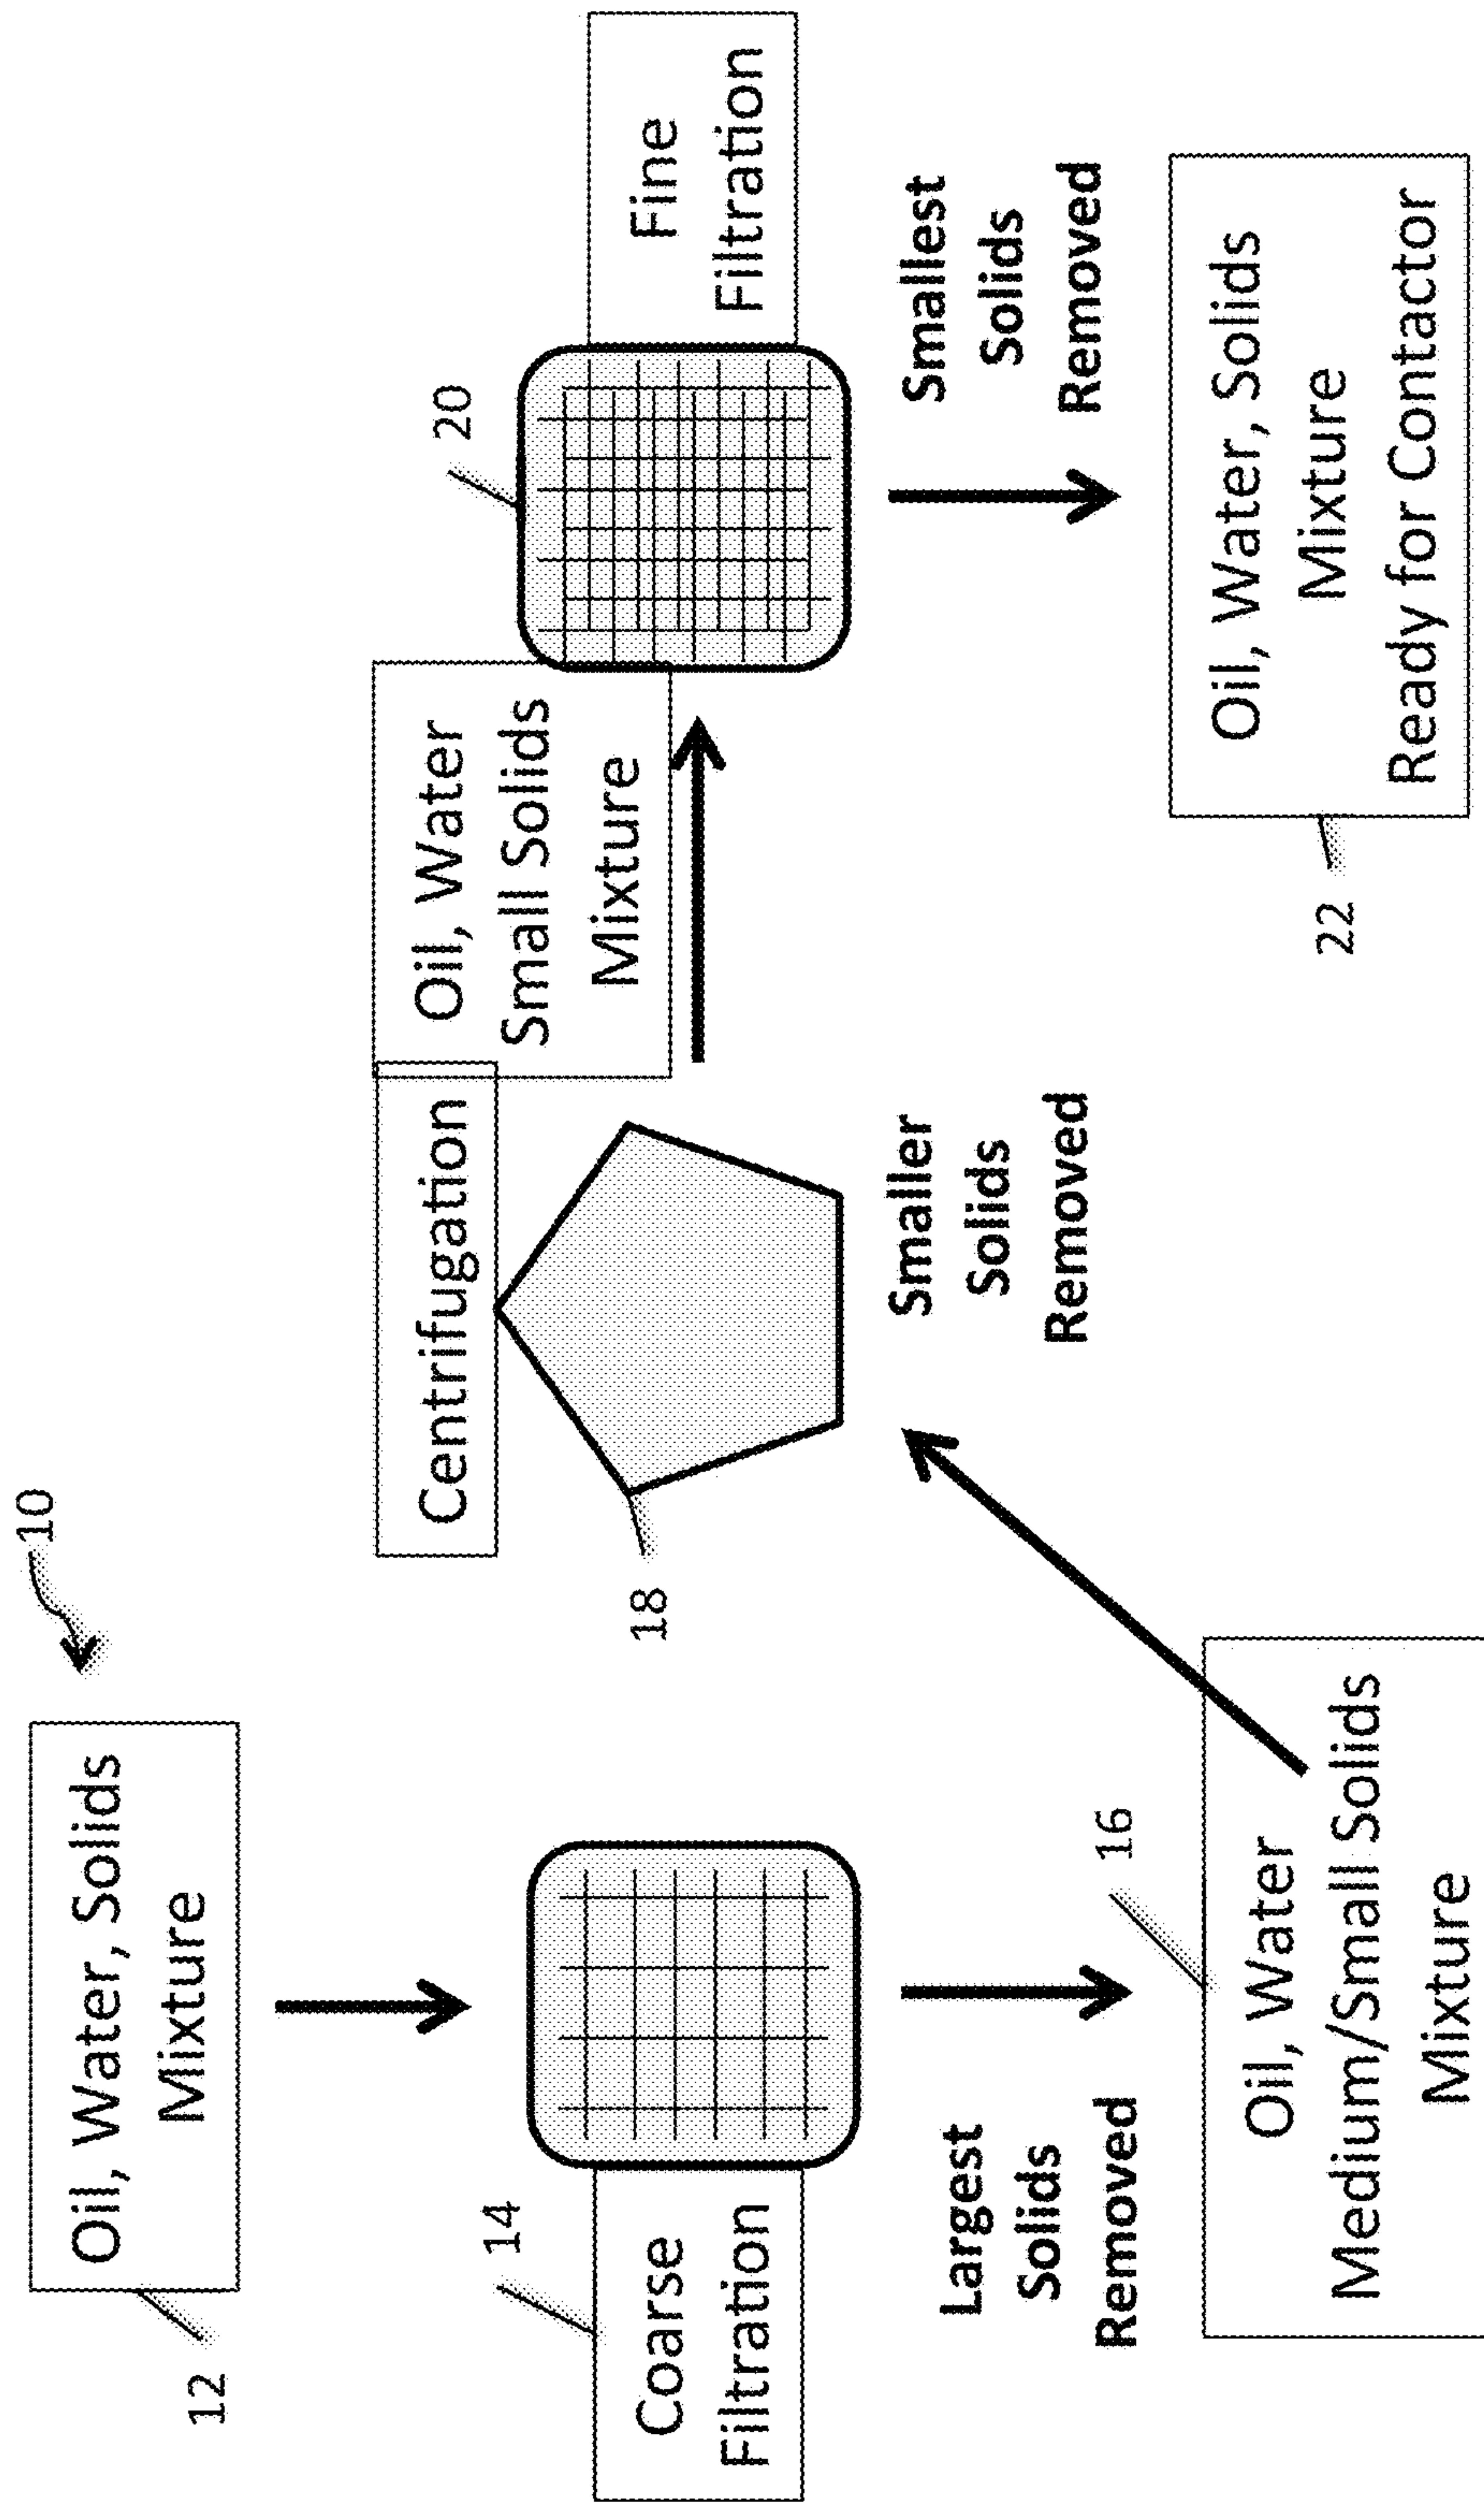 10
Oil, Water, Solids
Mixture
12
14
Coarse
Filtration
Largest
Solids
Removed
16
Oil, Water
Medium/Small Solids
Mixture
Centrifugation
18
Smaller
Solids
Removed
Oil, Water
Small Solids
Mixture
20
Fine
Filtration
Smallest
Solids
Removed
Oil, Water, Solids
Mixture
Ready for Contactor
22